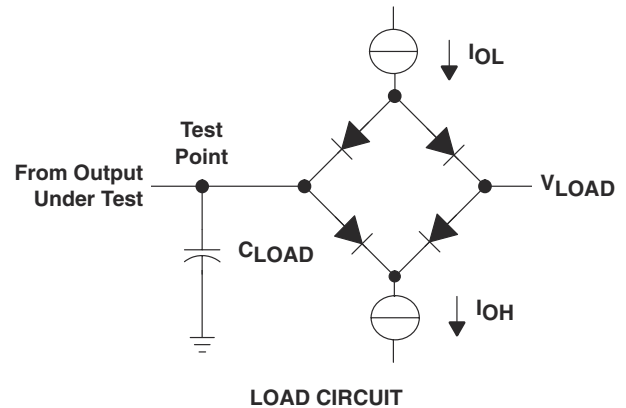 IOL
Test
Point
From Output
Under Test
VLOAD
CLOAD
IOH
LOAD CIRCUIT